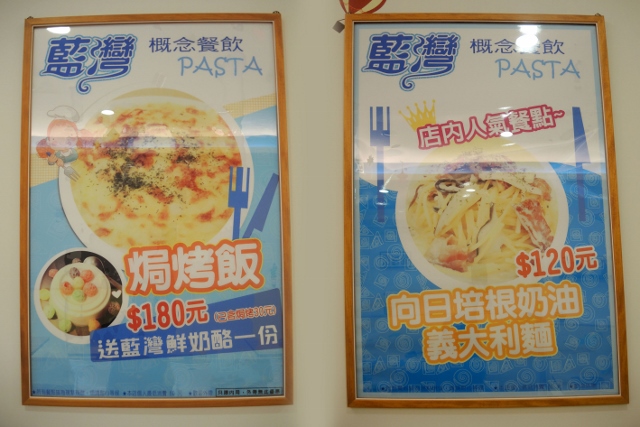 藍灣
概念餐飲
PASTA
焗烤飯
$180元
送藍灣鮮奶酪一份
藍灣
概念餐飲
PASTA
店內人氣餐點~
$120元
向日培根奶油
義大利麵